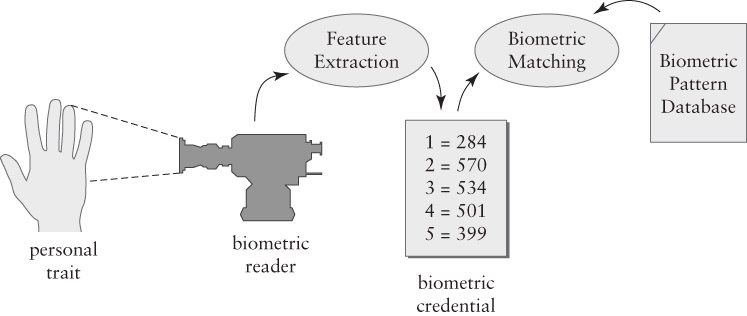 Feature
Extraction
Biometric
Matching
Biometric
Pattern
Database
1 = 284
2 = 570
3 = 534
4 = 501
5 = 399
personal
trait
biometric
reader
biometric
credential